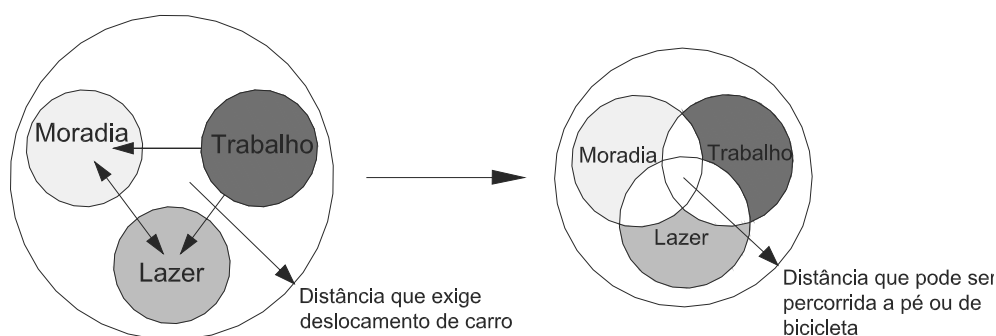 Moradia
Trabalho
Lazer
Distância que exige
deslocamento de carro
Moradia
Trabalho
Lazer
Distância que pode ser
percorrida a pé ou de
bicicleta